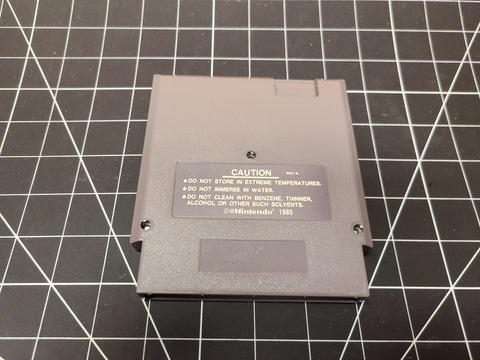 CAUTION REV-A
●DO NOT STORE IN EXTREME TEMPERATURES.
●DO NOT IMMERSE IN WATER.
●DO NOT CLEAN WITH BENZENE, THINNER,
ALCOHOL OR OTHER SUCH SOLVENTS.
©®Nintendo® 1985